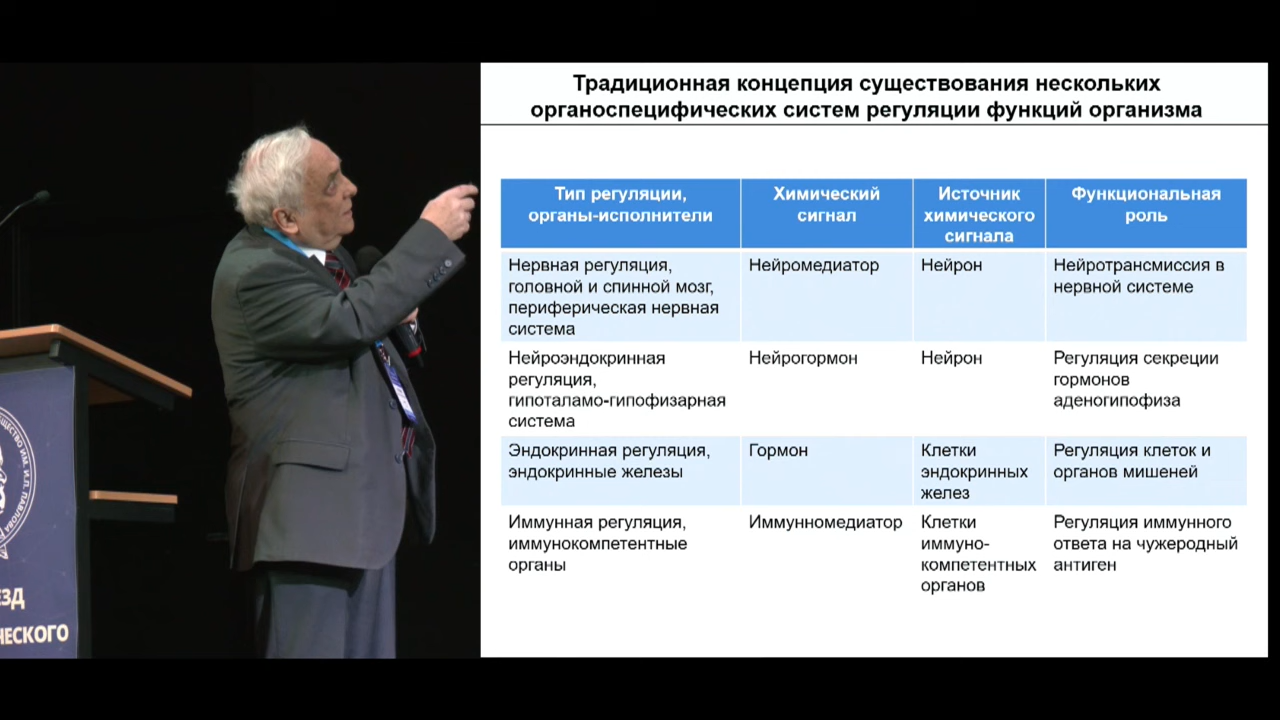 Традиционная концепция существования нескольких
органоспецифических систем регуляции функций организма
Тип регуляции,
органы-исполнители
Химический
сигнал
Источник
химического
сигнала
Функциональная
роль
Нервная регуляция,
головной и спинной мозг,
периферическая нервная
система
Нейромедиатор
Нейрон
Нейротрансмиссия в
нервной системе
Нейроэндокринная
регуляция,
гипоталамо-гипофизарная
система
Нейрогормон
Нейрон
Регуляция секреции
гормонов
аденогипофиза
Эндокринная регуляция,
эндокринные железы
Гормон
Клетки
эндокринных
желез
Регуляция клеток и
органов мишеней
Иммунная регуляция,
иммунокомпетентные
органы
Иммунномедиатор
Клетки
иммуно-
компетентных
органов
Регуляция иммунного
ответа на чужеродный
антиген
ИМ. И.П. ПАВЛОВА